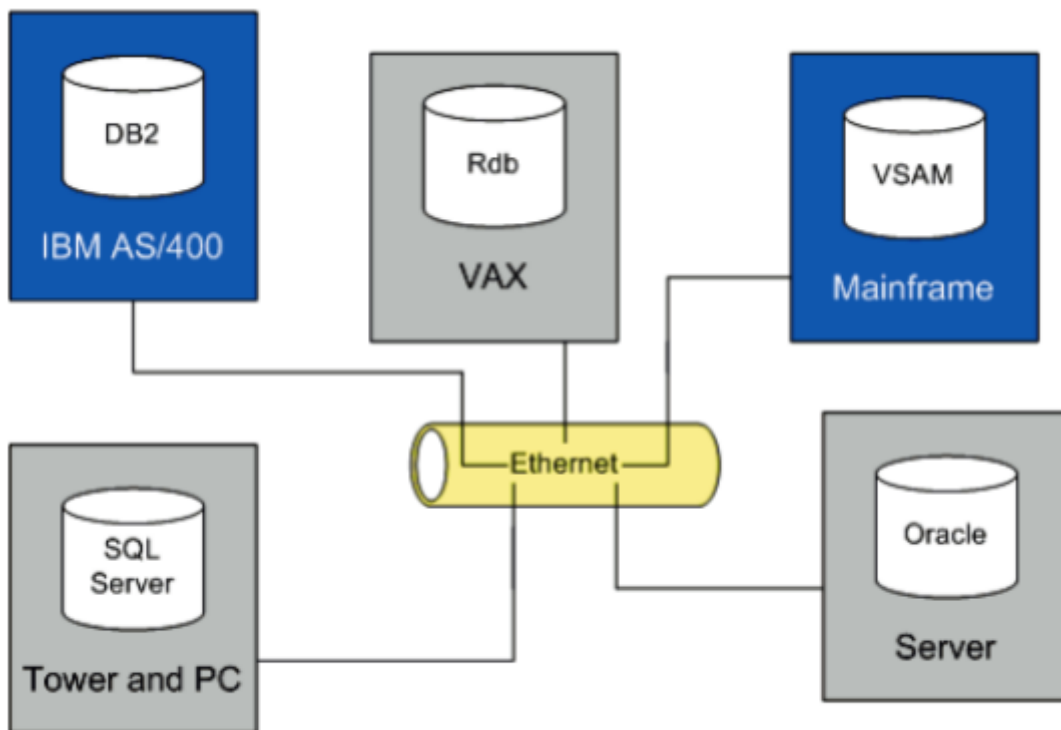 DB2
IBM AS/400
Rdb
VAX
VSAM
Mainframe
Ethernet
SQL
Server
Tower and PC
Oracle
Server